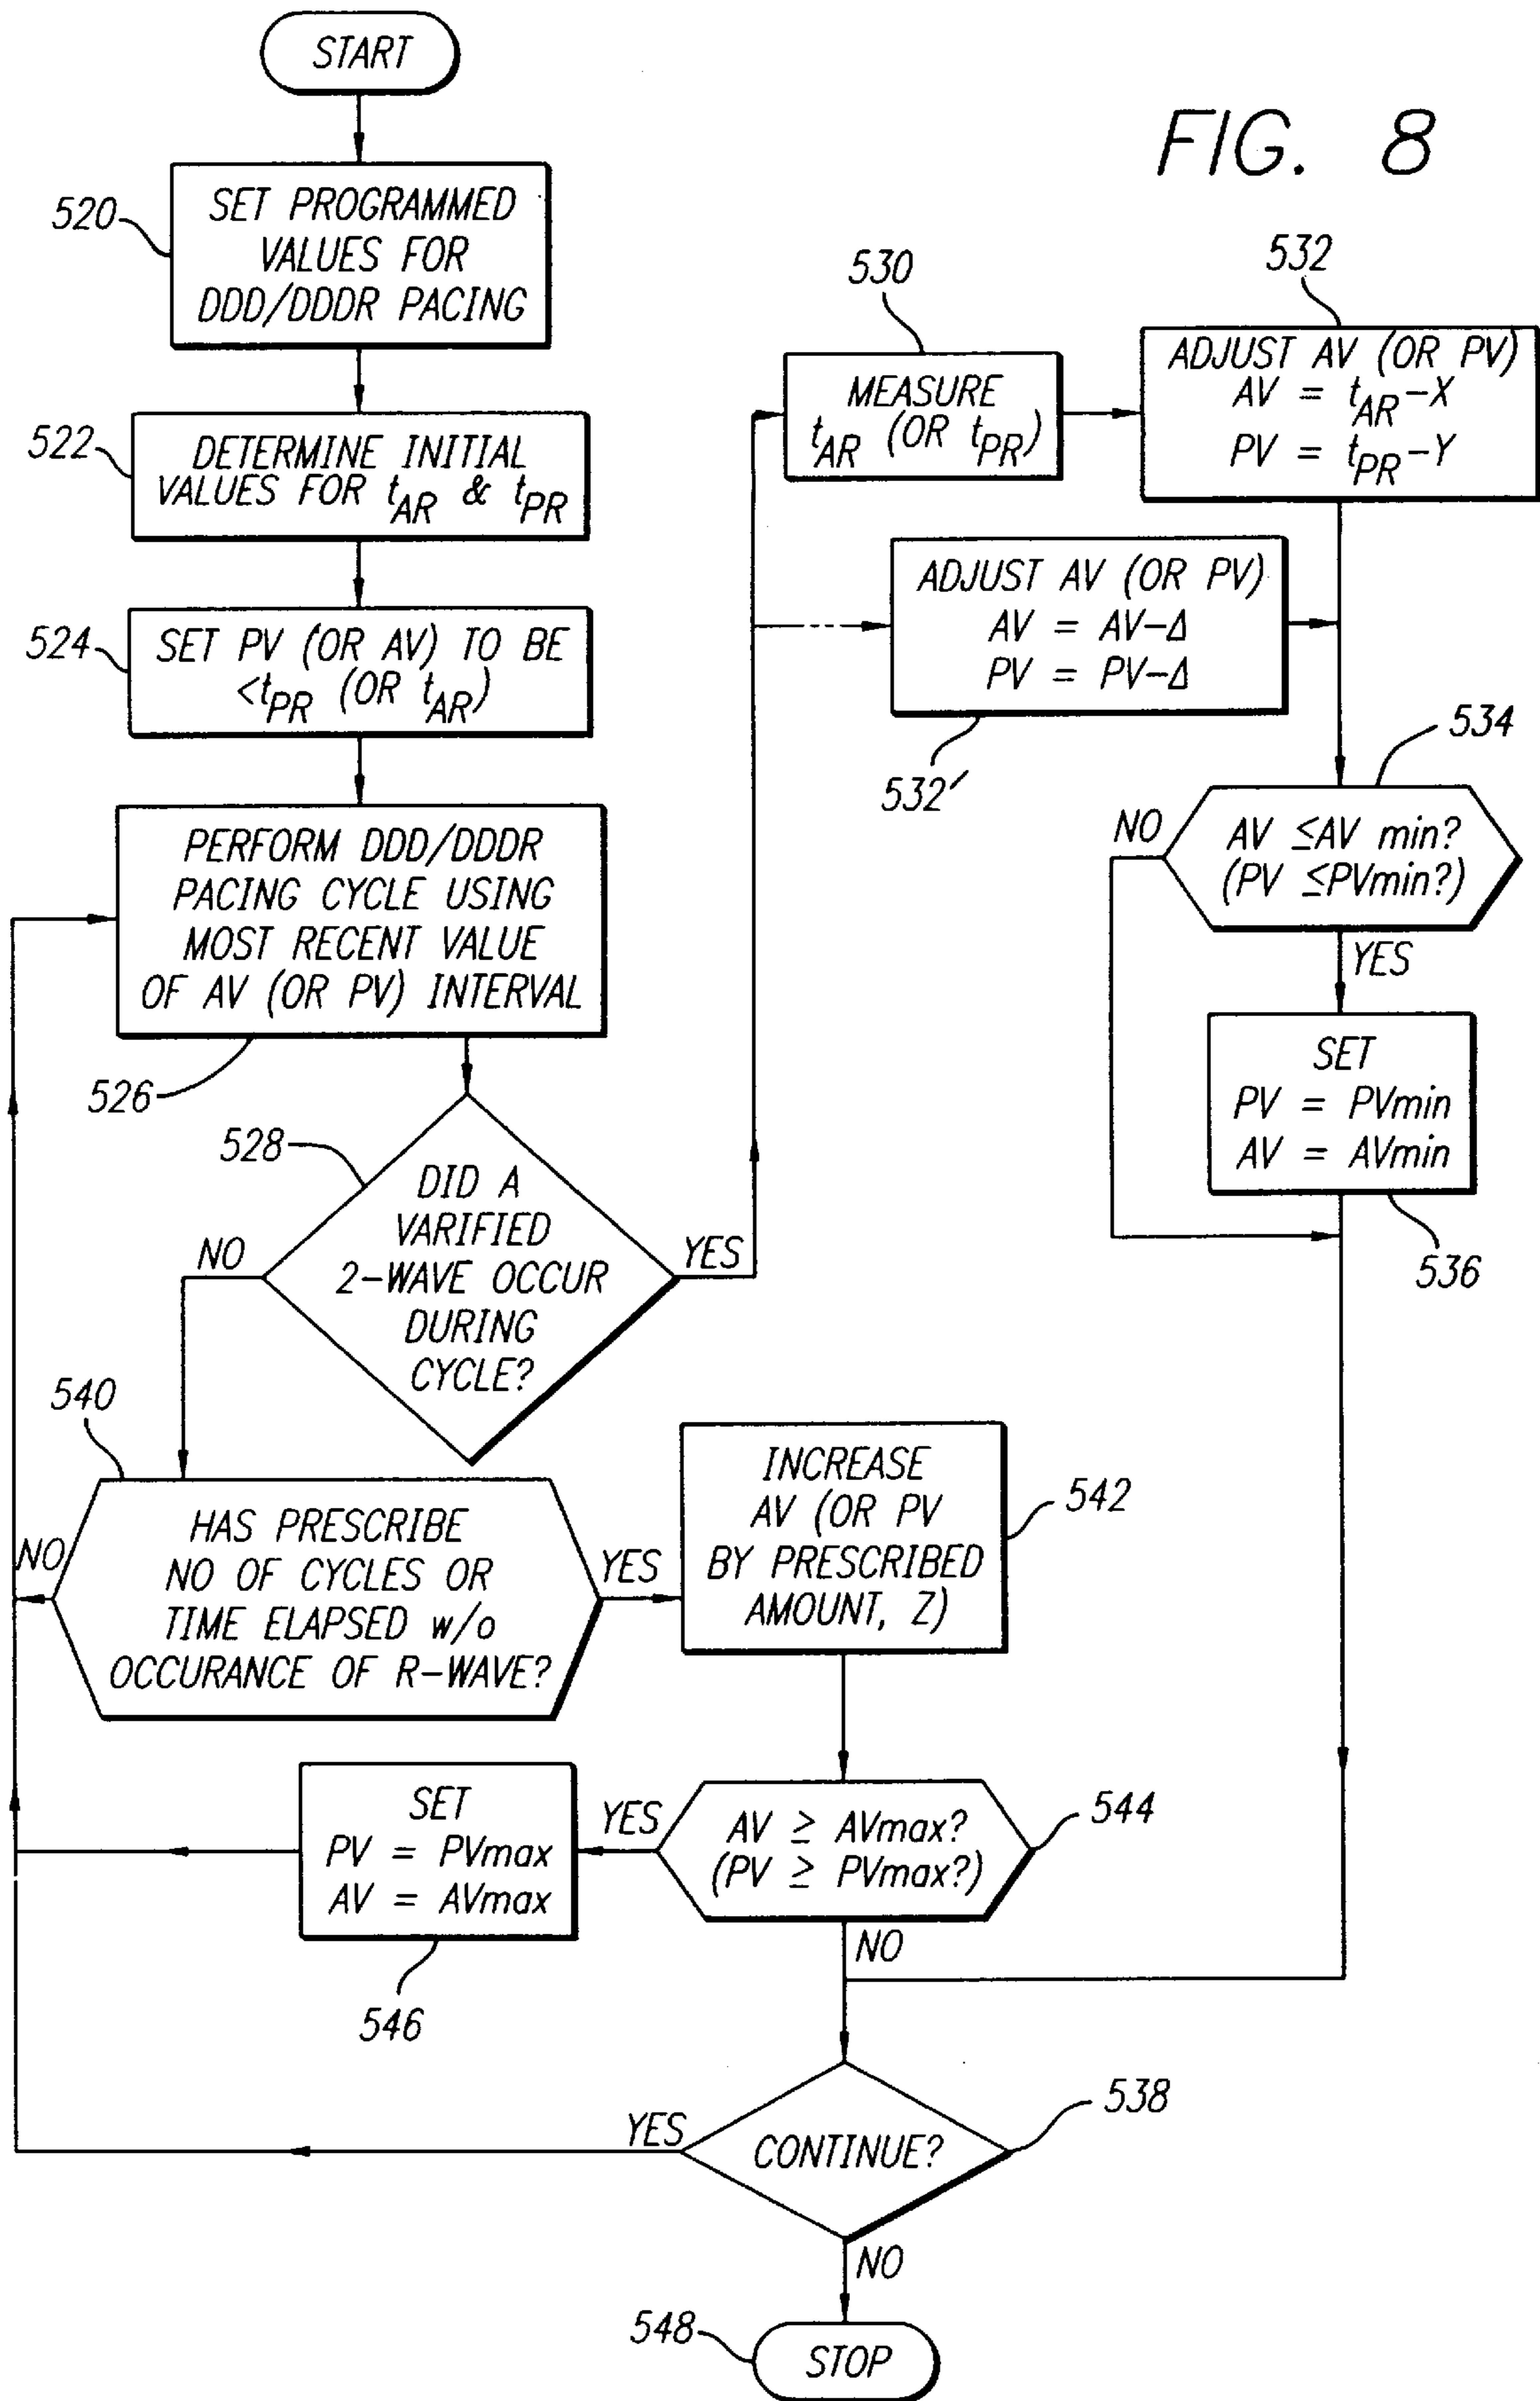 START
FIG. 8
520
SET PROGRAMMED
VALUES FOR
DDD/DDDR PACING
522
DETERMINE INITIAL
VALUES FOR tAR & tPR
524
SET PV (OR AV) TO BE
<tPR (OR tAR)
PERFORM DDD/DDDR
PACING CYCLE USING
MOST RECENT VALUE
OF AV (OR PV) INTERVAL
526
528
DID A
VARIFIED
2-WAVE OCCUR
DURING
CYCLE?
NO
YES
530
MEASURE
tAR (OR tPR)
532
ADJUST AV (OR PV)
AV = tAR-X
PV = tPR-Y
ADJUST AV (OR PV)
AV = AV-Δ
PV = PV-Δ
532'
534
NO
AV ≤AV min?
(PV ≤PVmin?)
YES
SET
PV = PVmin
AV = AVmin
536
540
HAS PRESCRIBE
NO OF CYCLES OR
TIME ELAPSED w/o
OCCURANCE OF R-WAVE?
NO
YES
INCREASE
AV (OR PV
BY PRESCRIBED
AMOUNT, Z)
542
AV ≥ AVmax?
(PV ≥ PVmax?)
544
YES
SET
PV = PVmax
AV = AVmax
546
NO
538
CONTINUE?
YES
NO
548
STOP